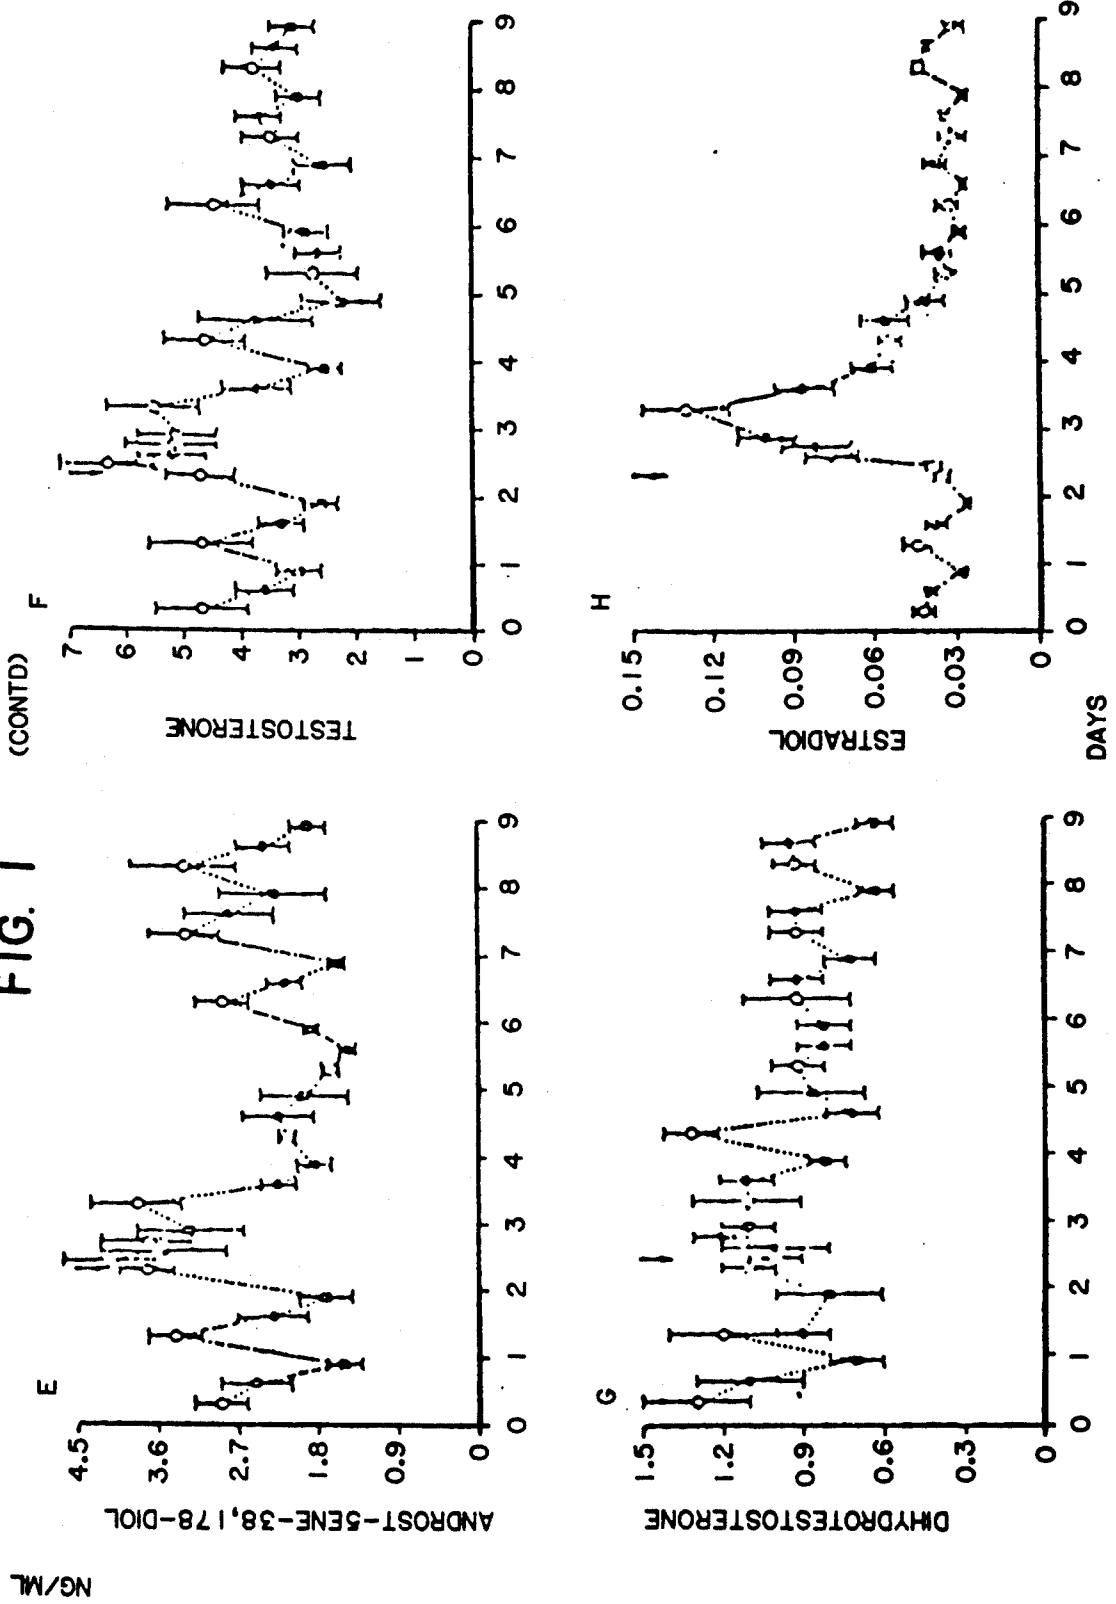 FIG. 1 (CONTD)
NG/ML
E
ANDROST-5ENE-38,178-DIOL
4.5
3.6
2.7
1.8
0.9
0
0 1 2 3 4 5 6 7 8 9
F
TESTOSTERONE
7
6
5
4
3
2
1
0
0 1 2 3 4 5 6 7 8 9
G
DIHYDROTESTOSTERONE
1.5
1.2
0.9
0.6
0.3
0
0 1 2 3 4 5 6 7 8 9
H
ESTRADIOL
0.15
0.12
0.09
0.06
0.03
0
0 1 2 3 4 5 6 7 8 9
DAYS